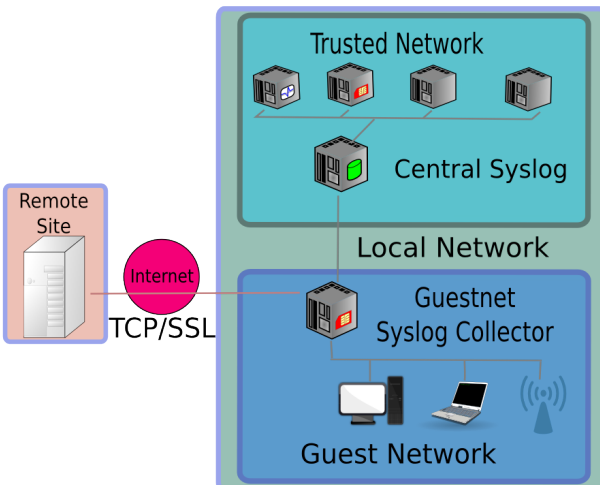 Trusted Network
Central Syslog
Remote
Site
Local Network
Internet
TCP/SSL
Guestnet
Syslog Collector
Guest Network